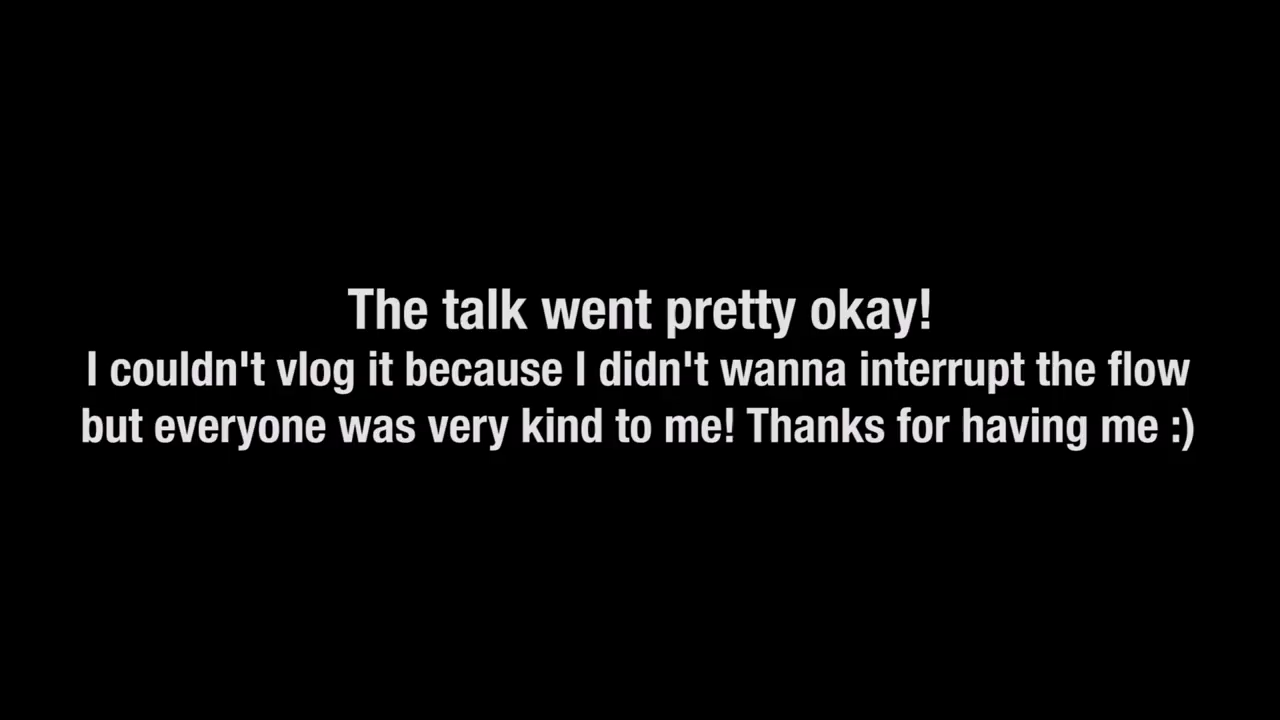 The talk went pretty okay!
I couldn't vlog it because I didn't wanna interrupt the flow
but everyone was very kind to me! Thanks for having me :)